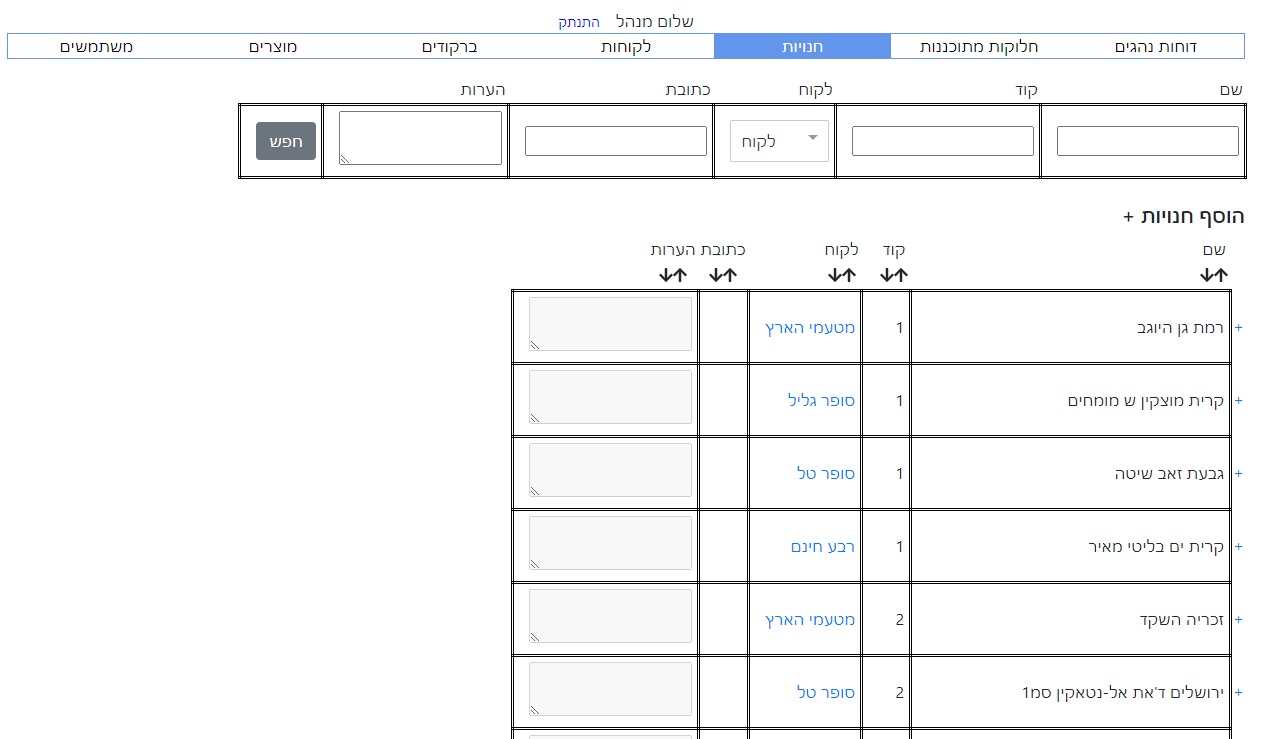 שלום מנהל התנתק
דוחות נהגים חלוקות מתוכננות חנויות לקוחות ברקודים מוצרים משתמשים
שם קוד לקוח כתובת הערות
לקוח חפש
הוסף חנויות +
שם קוד לקוח כתובת הערות
+ רמת גן היוגב 1 מטעמי הארץ
+ קרית מוצקין ש מומחים 1 סופר גליל
+ גבעת זאב שיטה 1 סופר טל
+ קרית ים בליטי מאיר 1 רבע חינם
+ זכריה השקד 2 מטעמי הארץ
+ ירושלים ד'את אל-נטאקין סמ1 2 סופר טל